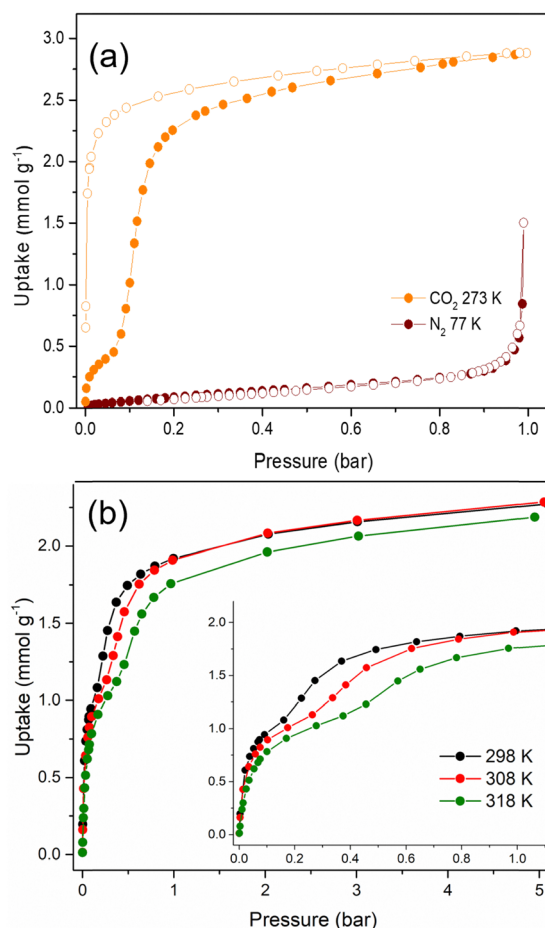 (a)
3.0
2.5
2.0
1.5
1.0
0.5
0.0
Uptake (mmol g⁻¹)
CO₂ 273 K
N₂ 77 K
0.0 0.2 0.4 0.6 0.8 1.0
Pressure (bar)
(b)
2.0
1.5
1.0
0.5
0.0
Uptake (mmol g⁻¹)
2.0
1.5
1.0
0.5
0.0
298 K
308 K
318 K
0.0 0.2 0.4 0.6 0.8 1.0
0 1 2 3 4 5
Pressure (bar)